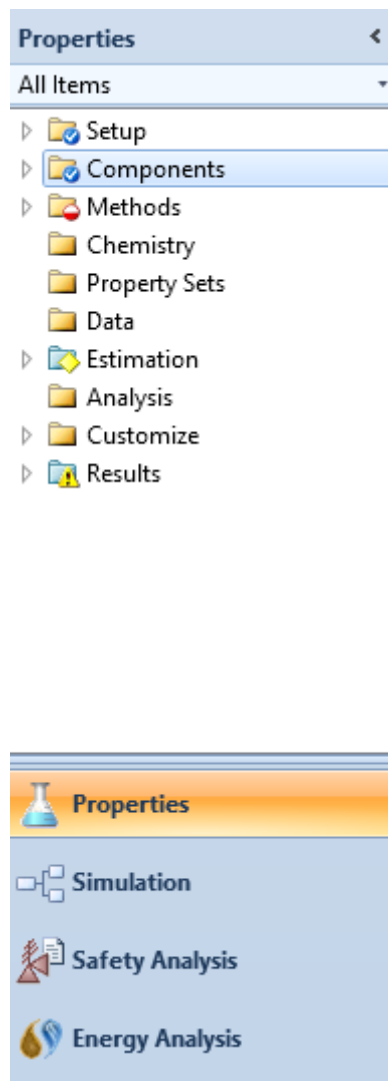 Properties
All Items
Setup
Components
Methods
Chemistry
Property Sets
Data
Estimation
Analysis
Customize
Results
Properties
Simulation
Safety Analysis
Energy Analysis